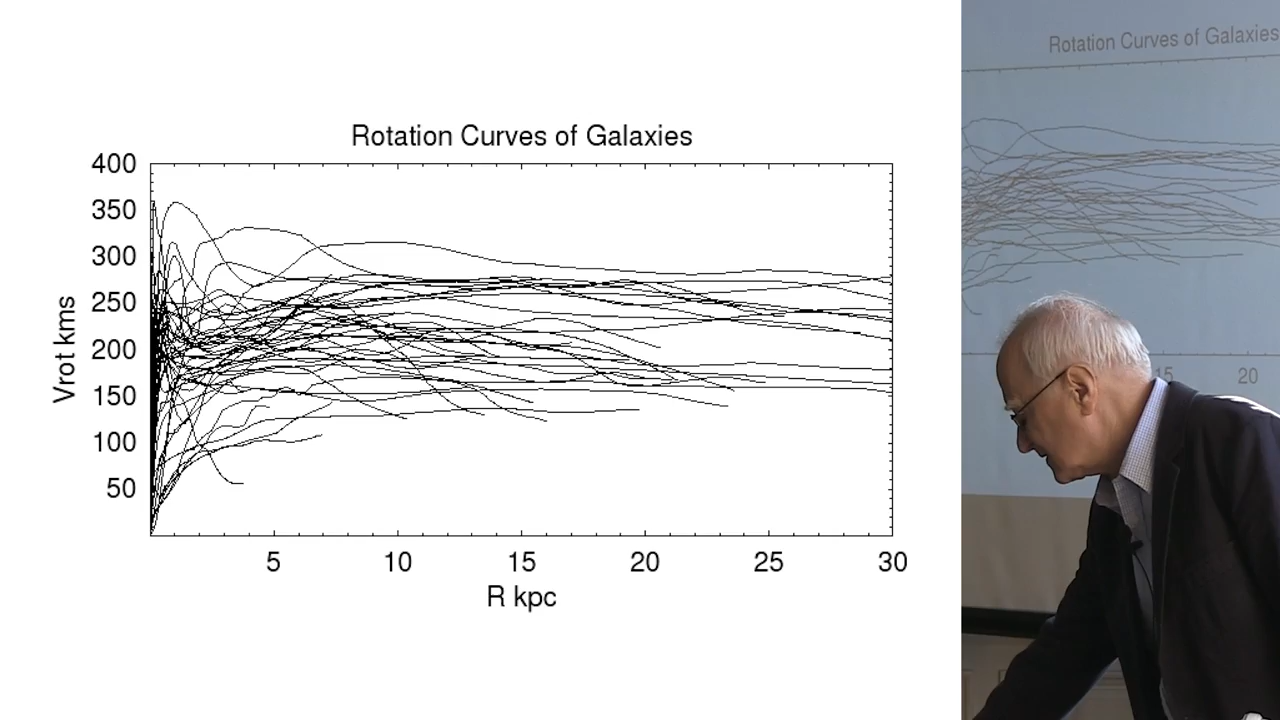 Rotation Curves of Galaxies
400
350
300
250
200
150
100
50
Vrot kms
5 10 15 20 25 30
R kpc
Rotation Curves of Galaxies
15 20